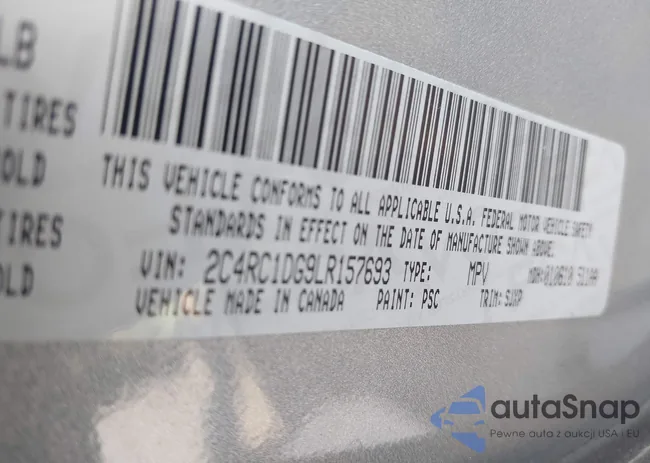 LB
TIRES
OLD
IRES
OLD
THIS VEHICLE CONFORMS TO ALL APPLICABLE U.S.A. FEDERAL MOTOR VEHICLE SAFETY
STANDARDS IN EFFECT ON THE DATE OF MANUFACTURE SHOWN ABOVE.
VIN: 2C4RC1DG9LR157693 TYPE: MPV
VEHICLE MADE IN CANADA PAINT: PSC TRIM:
autaSnap
Pewne auta z aukcji USA i EU